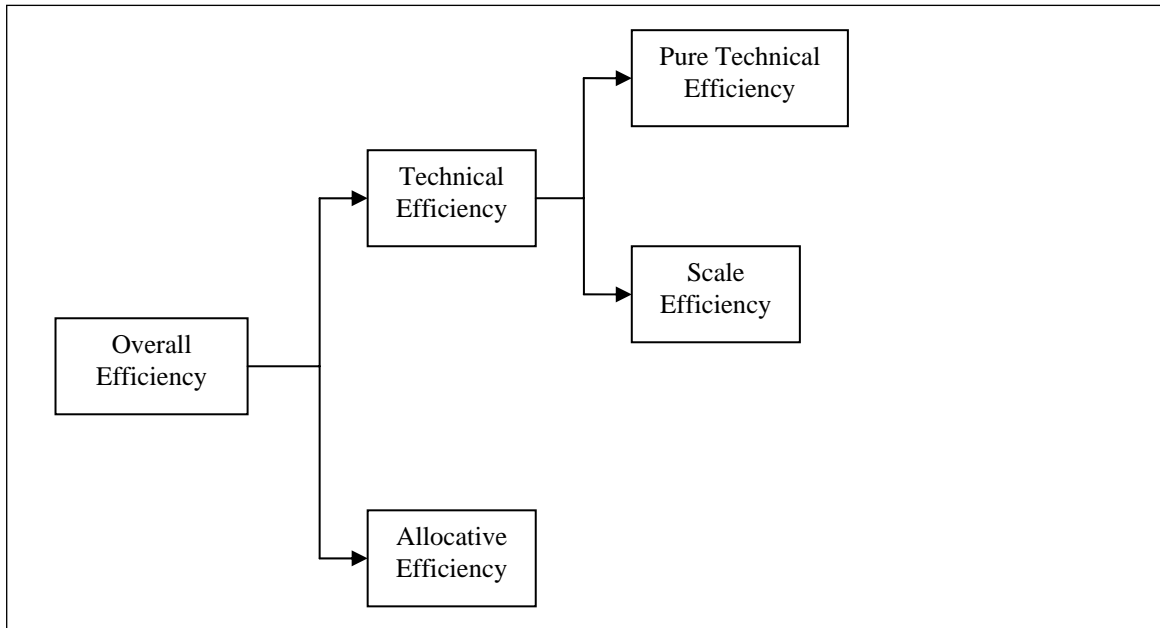 Pure Technical
Efficiency
Technical
Efficiency
Scale
Efficiency
Overall
Efficiency
Allocative
Efficiency